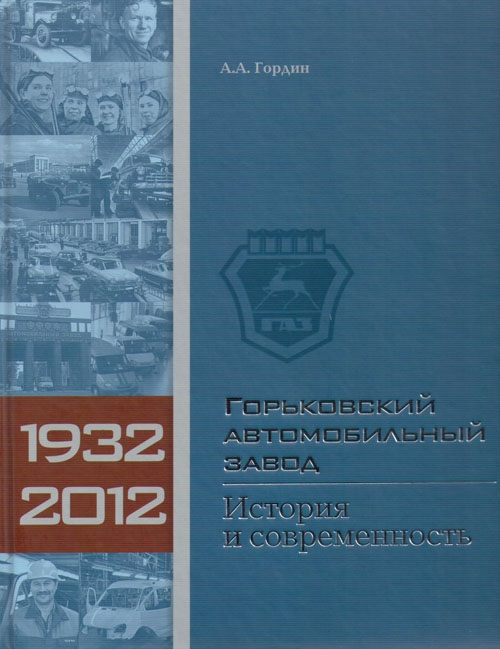 А.А. Гордин
ГАЗ
Горьковский
автомобильный
завод
1932
2012
История
и современность